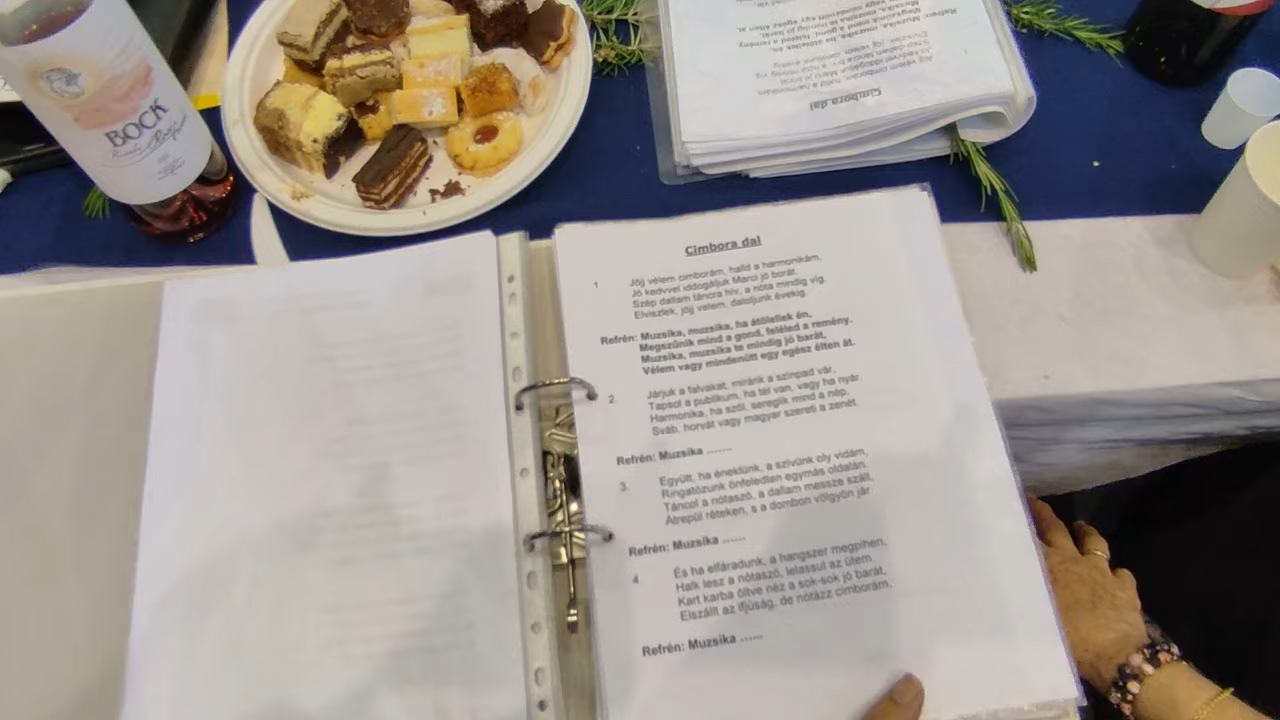 BOCK
Cimbora dal
Cimbora dal
1 Jöjj vélem cimborám, halld a harmonikám,
Jó kedvvel iddogáljuk Marci jó borát.
Szép dallam táncra hív, a nóta mindig víg,
Elviszlek, jöjj velem, daloljunk évekig.
Refrén: Muzsika, muzsika, ha átölellek én,
Megszűnik mind a gond, feléled a remény.
Muzsika, muzsika te mindig jó barát,
Vélem vagy mindenütt egy egész élten át.
2. Járjuk a falvakat, miránk a színpad vár,
Tapsol a publikum, ha tél van, vagy ha nyár.
Harmonika, ha szól, sereglik mind a nép,
Sváb, horvát vagy magyar szereti a zenét.
Refrén: Muzsika .......
3. Együtt, ha éneklünk, a szívünk oly vidám,
Ringatózunk önfeledten egymás oldalán.
Táncol a nótaszó, a dallam messze száll,
Átrepül réteken, s a dombon völgyön jár.
Refrén: Muzsika ......
4. És ha elfáradunk, a hangszer megpihen,
Halk lesz a nótaszó, lelassul az ütem.
Kart karba öltve néz a sok-sok jó barát,
Elszállt az ifjúság, de nótázz cimborám.
Refrén: Muzsika ......